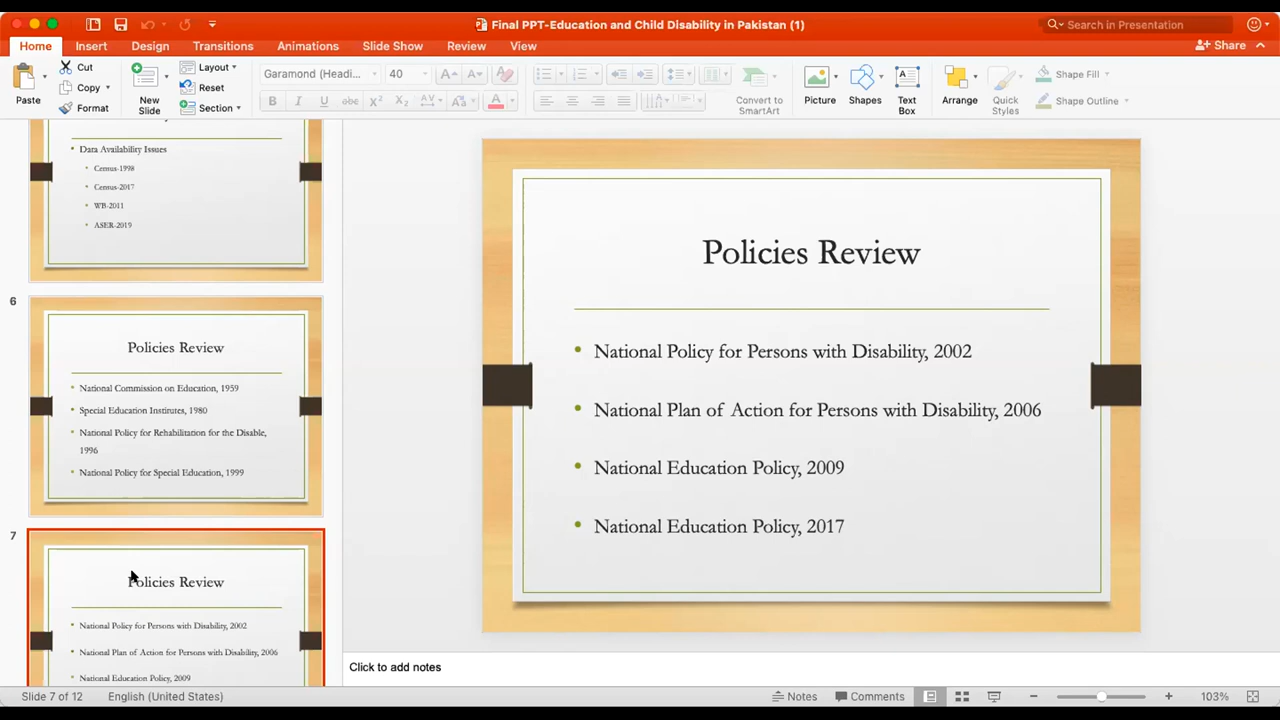 Final PPT-Education and Child Disability in Pakistan (1)
Search in Presentation
Home Insert Design Transitions Animations Slide Show Review View
Share
Paste
Cut
Copy
Format
New Slide
Layout
Reset
Section
Garamond (Headi... 40
B I U abc X² X₂ AV Aa A
Convert to SmartArt
Picture
Shapes
Text Box
Arrange
Quick Styles
Shape Fill
Shape Outline
• Data Availability Issues
• Census-1998
• Census-2017
• WB-2011
• ASER-2019
6
Policies Review
• National Commission on Education, 1959
• Special Education Institutes, 1980
• National Policy for Rehabilitation for the Disable,
1996
• National Policy for Special Education, 1999
7
Policies Review
• National Policy for Persons with Disability, 2002
• National Plan of Action for Persons with Disability, 2006
• National Education Policy, 2009
Policies Review
• National Policy for Persons with Disability, 2002
• National Plan of Action for Persons with Disability, 2006
• National Education Policy, 2009
• National Education Policy, 2017
Click to add notes
Slide 7 of 12 English (United States) Notes Comments 103%